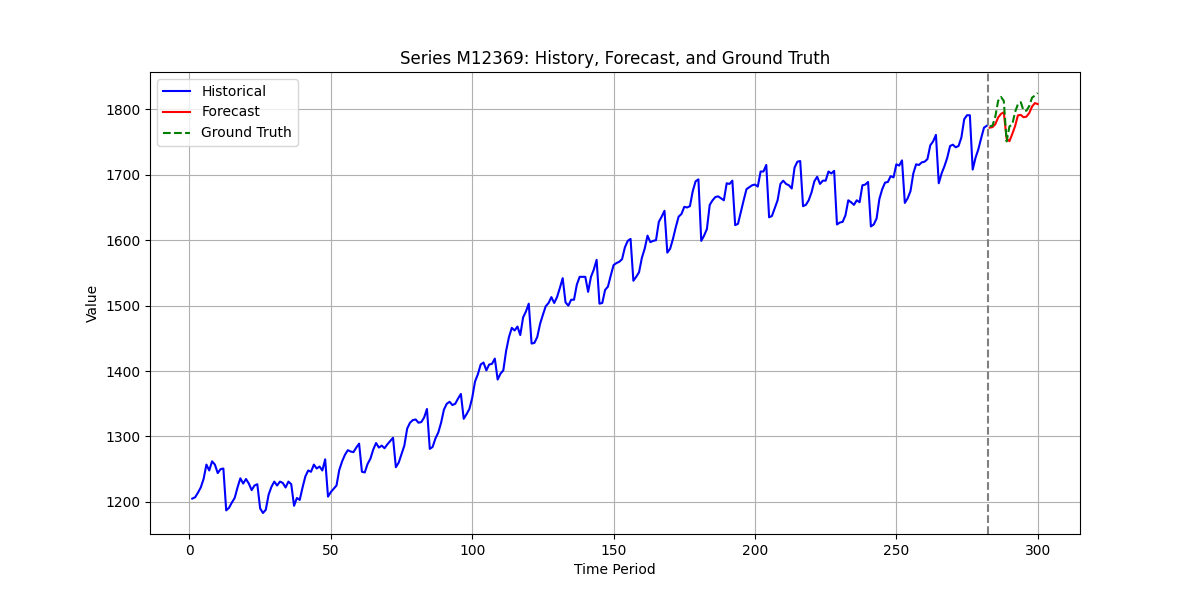 Series M12369: History, Forecast, and Ground Truth
Historical
Forecast
Ground Truth
1800
1700
1600
1500
1400
1300
1200
Value
0 50 100 150 200 250 300
Time Period